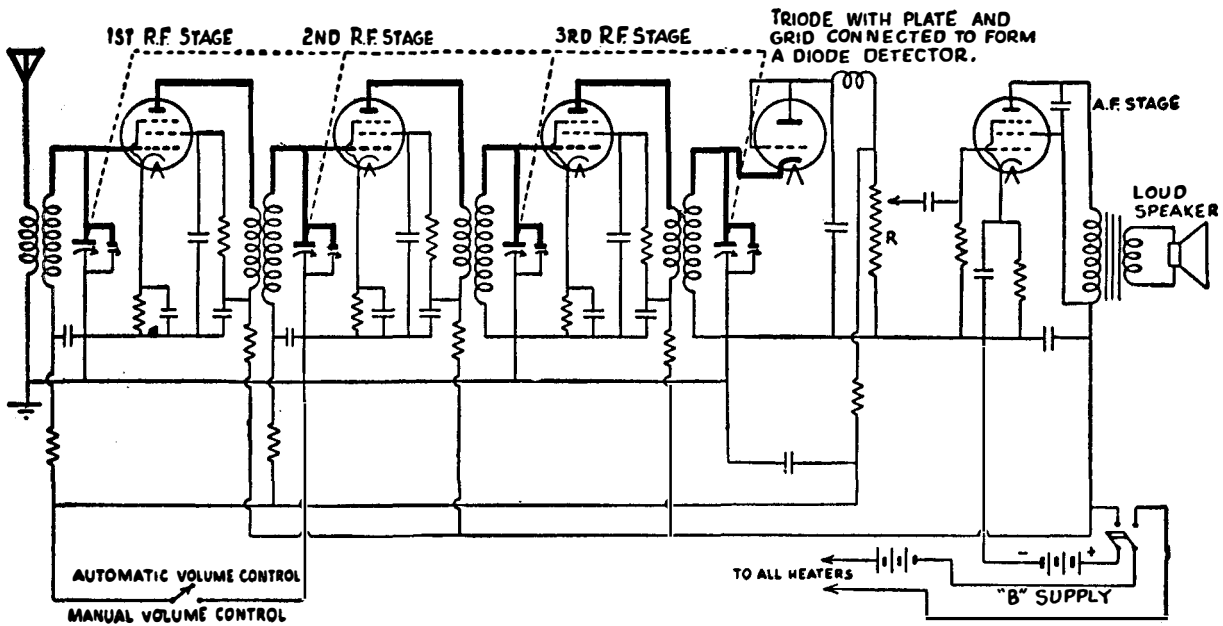 1ST R.F. STAGE
2ND R.F. STAGE
3RD R.F. STAGE
TRIODE WITH PLATE AND
GRID CONNECTED TO FORM
A DIODE DETECTOR.
A.F. STAGE
LOUD
SPEAKER
R
AUTOMATIC VOLUME CONTROL
MANUAL VOLUME CONTROL
TO ALL HEATERS
- +
"B" SUPPLY